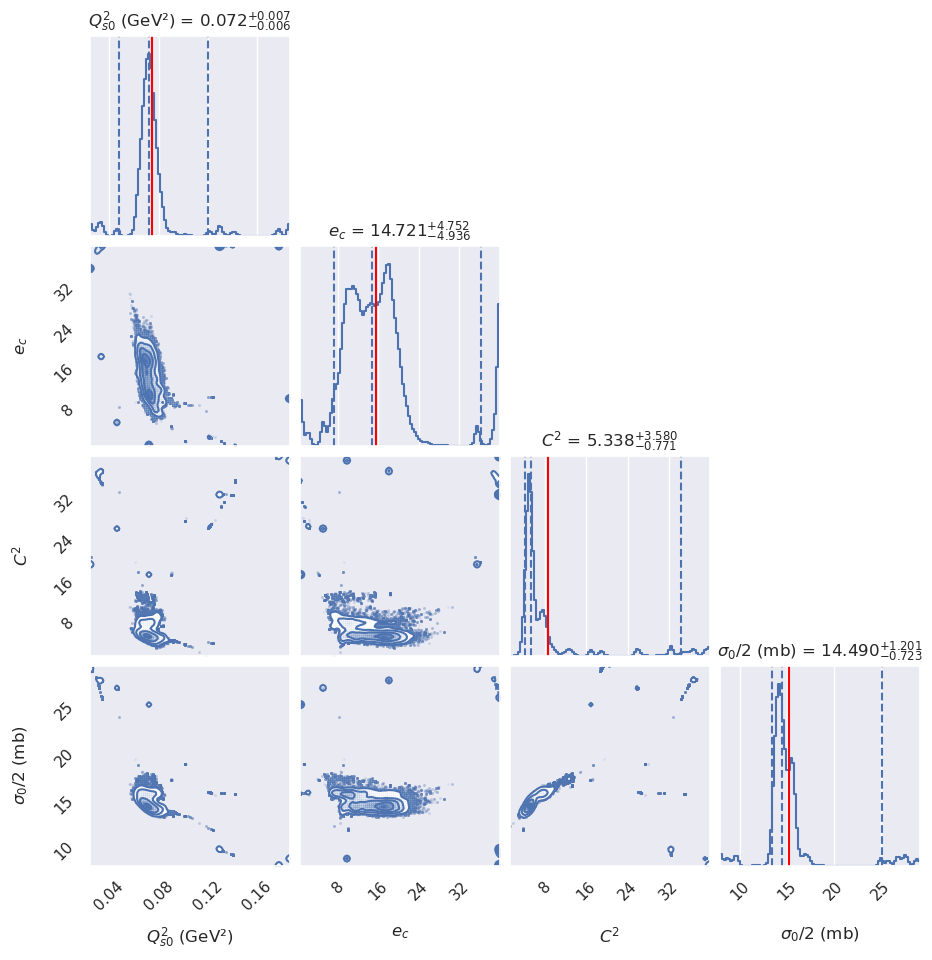 Q²ₛ₀ (GeV²) = 0.072⁺⁰·⁰⁰⁷₋₀.₀₀₆
e_c = 14.721⁺⁴·⁷⁵²₋₄.₉₃₆
32
24
16
8
e_c
C² = 5.338⁺³·⁵⁸⁰₋₀.₇₇₁
32
24
16
8
C²
σ₀/2 (mb) = 14.490⁺¹·²⁰¹₋₀.₇₂₃
25
20
15
10
σ₀/2 (mb)
0.04 0.08 0.12 0.16
8 16 24 32
8 16 24 32
10 15 20 25
Q²ₛ₀ (GeV²)
e_c
C²
σ₀/2 (mb)